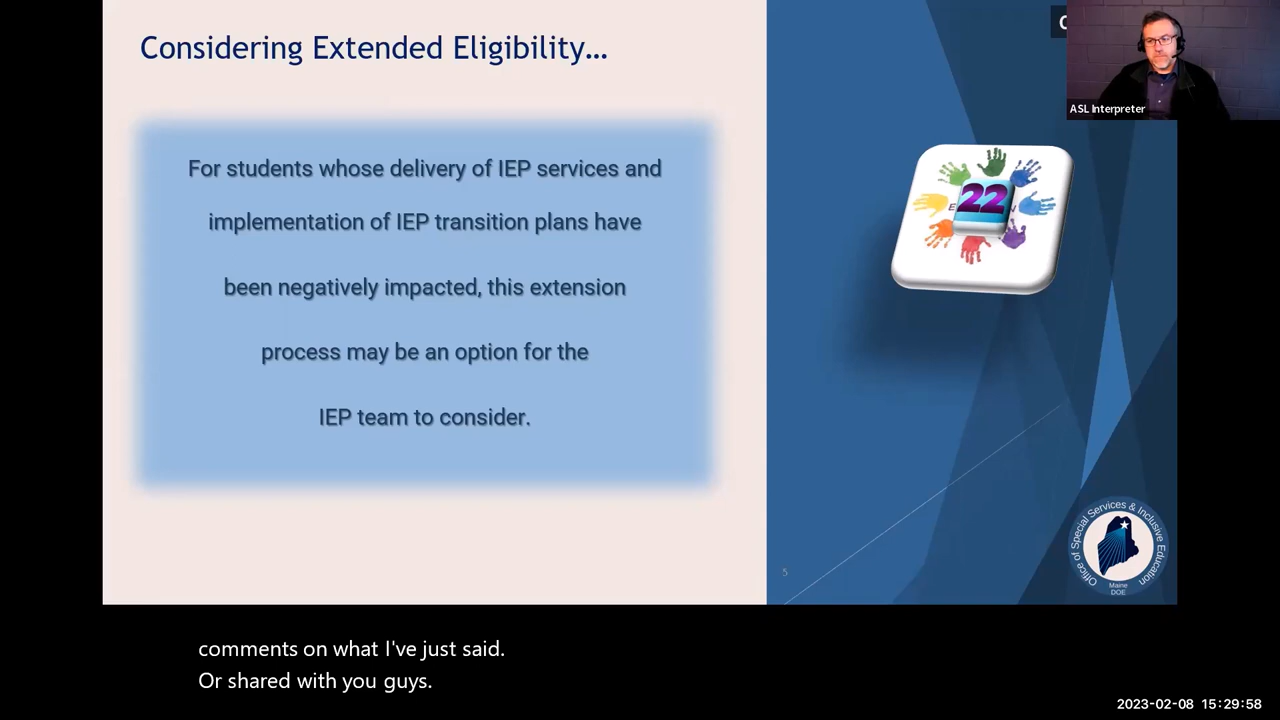 Considering Extended Eligibility…
For students whose delivery of IEP services and
implementation of IEP transition plans have
been negatively impacted, this extension
process may be an option for the
IEP team to consider.
22
5
Office of Special Services & Inclusive Education
Maine
DOE
ASL Interpreter
comments on what I've just said.
Or shared with you guys.
2023-02-08 15:29:58